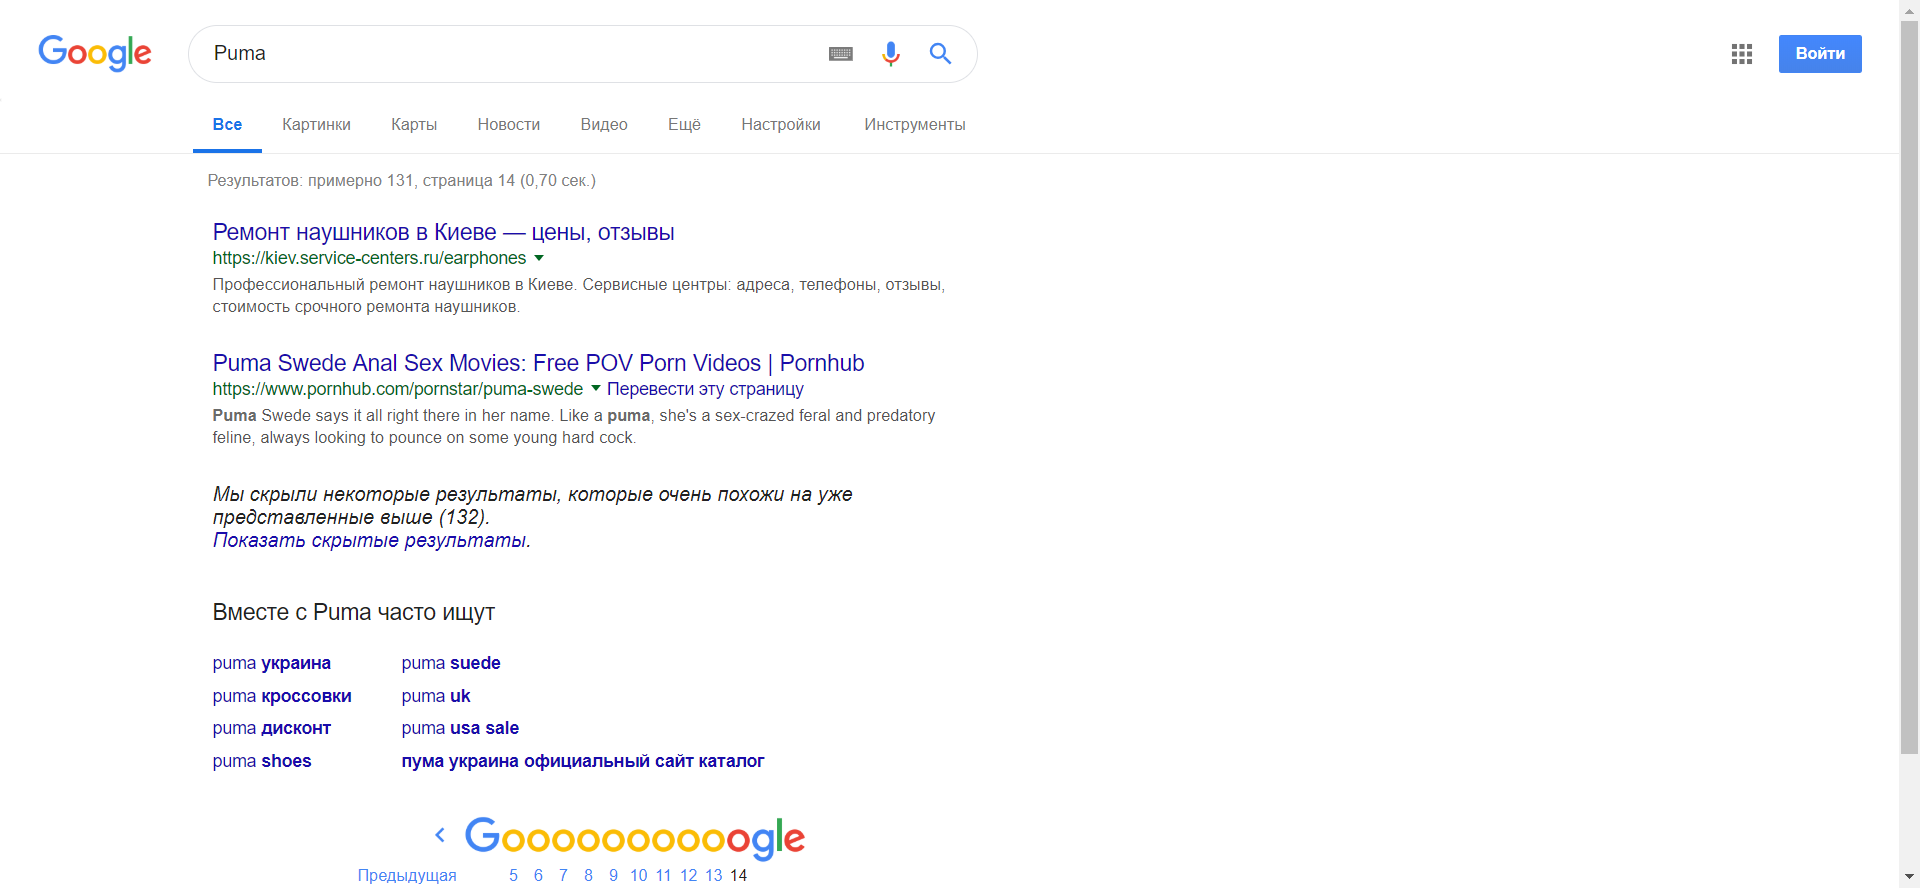 Google
Puma
Войти
Все Картинки Карты Новости Видео Ещё Настройки Инструменты
Результатов: примерно 131, страница 14 (0,70 сек.)
Ремонт наушников в Киеве — цены, отзывы
https://kiev.service-centers.ru/earphones
Профессиональный ремонт наушников в Киеве. Сервисные центры: адреса, телефоны, отзывы,
стоимость срочного ремонта наушников.
Puma Swede Anal Sex Movies: Free POV Porn Videos | Pornhub
https://www.pornhub.com/pornstar/puma-swede Перевести эту страницу
Puma Swede says it all right there in her name. Like a puma, she's a sex-crazed feral and predatory
feline, always looking to pounce on some young hard cock.
Мы скрыли некоторые результаты, которые очень похожи на уже
представленные выше (132).
Показать скрытые результаты.
Вместе с Puma часто ищут
puma украина puma suede
puma кроссовки puma uk
puma дисконт puma usa sale
puma shoes пума украина официальный сайт каталог
Goooooooooogle
Предыдущая 5 6 7 8 9 10 11 12 13 14